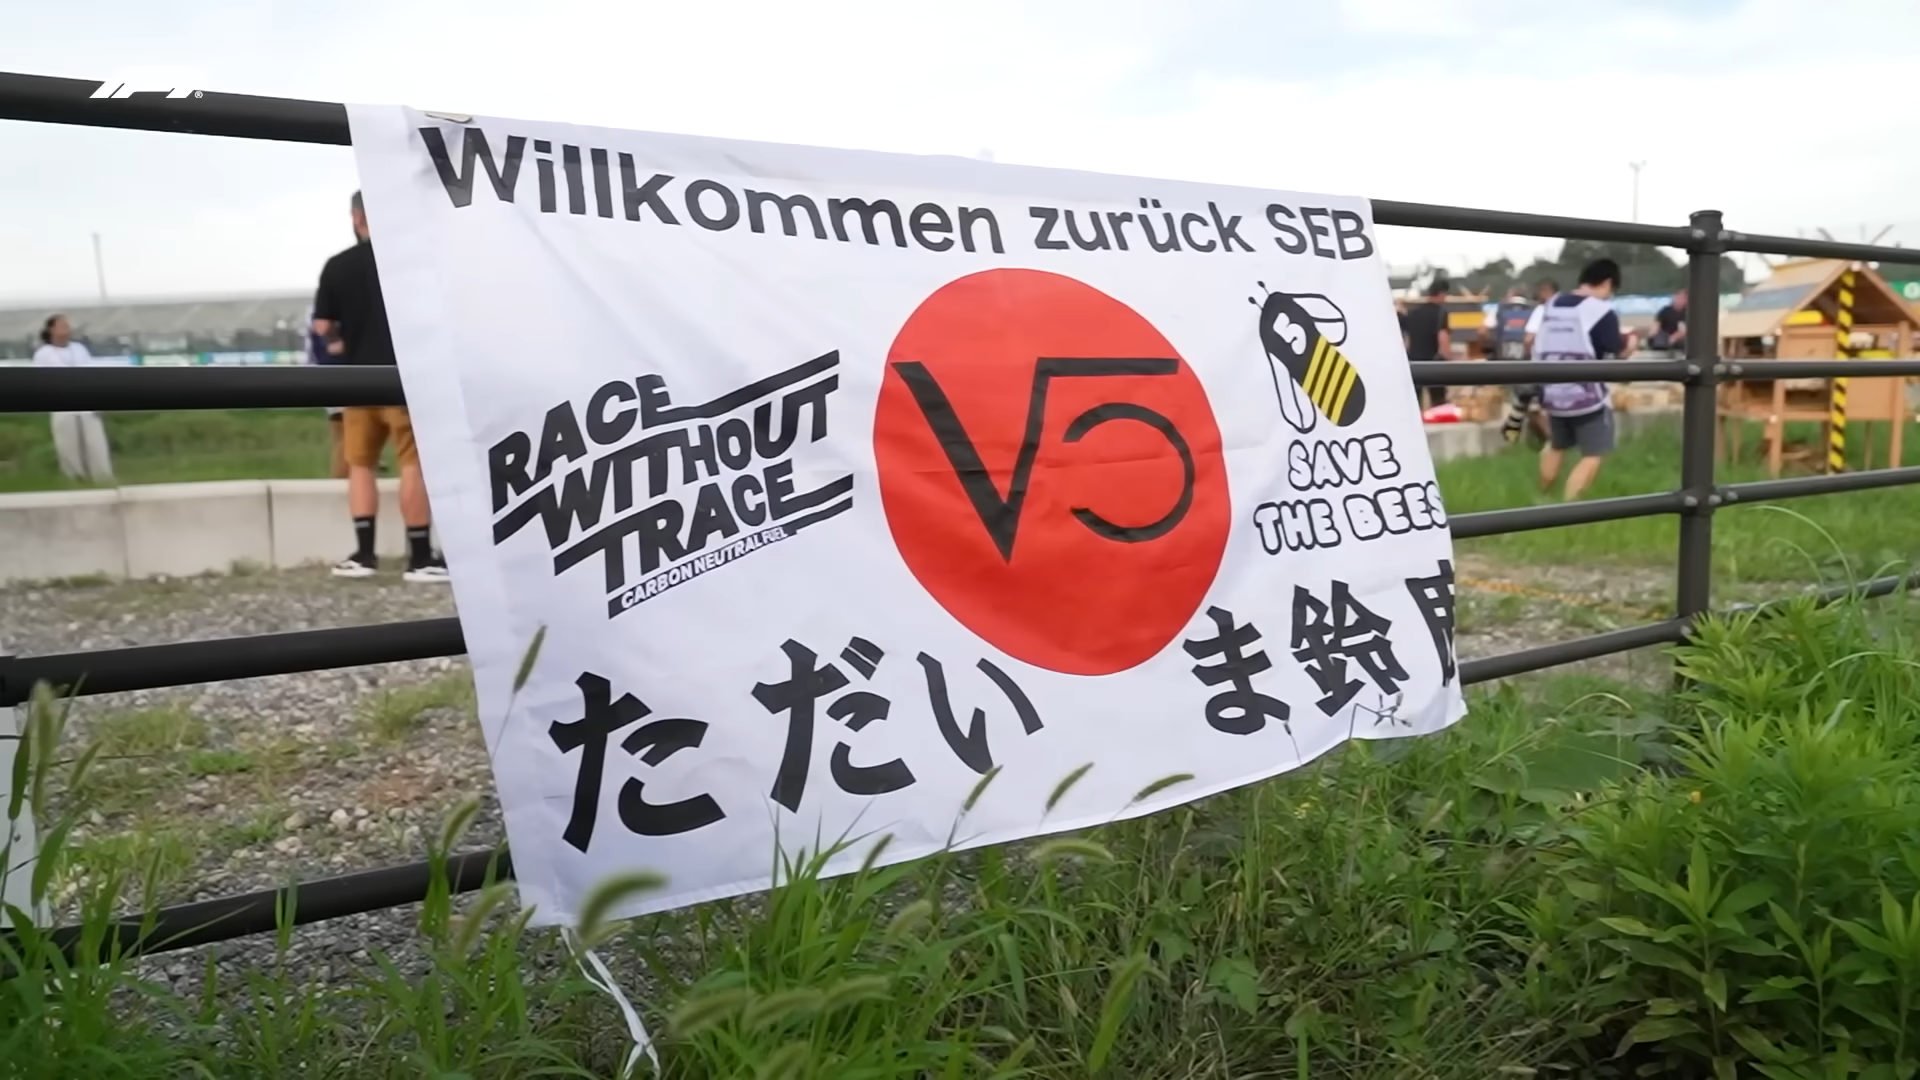 Willkommen zurück SEB
RACE
WITHOUT
TRACE
CARBON NEUTRAL FUEL
V5
5
SAVE
THE BEES
ただいま鈴鹿